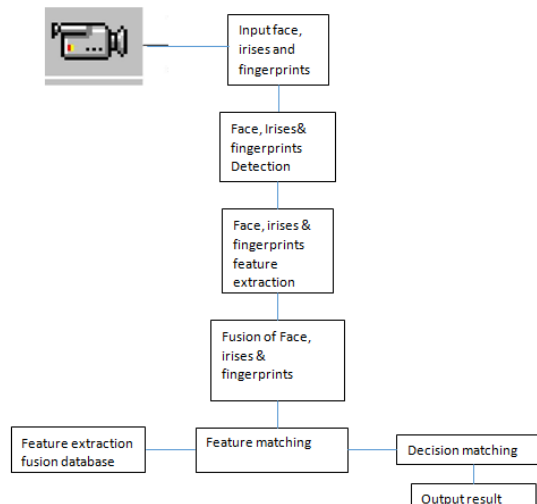 Input face,
irises and
fingerprints
Face, Irises&
fingerprints
Detection
Face, irises &
fingerprints
feature
extraction
Fusion of Face,
irises &
fingerprints
Feature extraction
fusion database
Feature matching
Decision matching
Output result